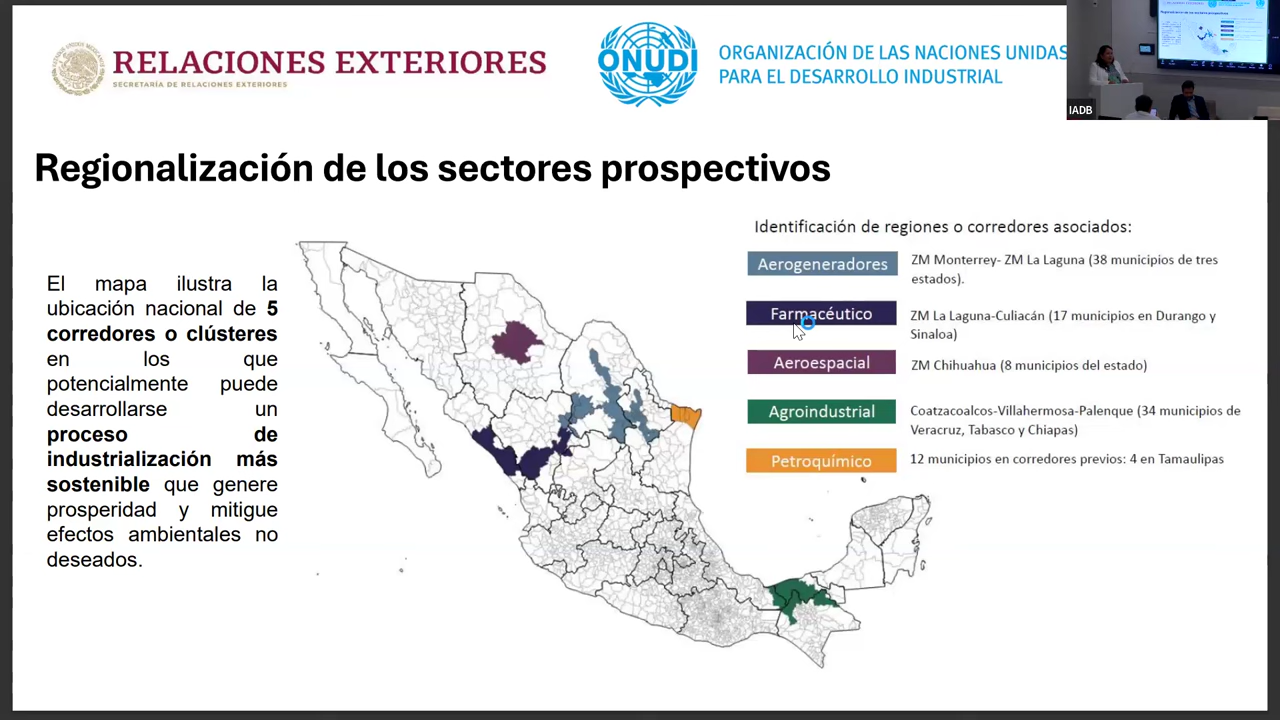 RELACIONES EXTERIORES
SECRETARÍA DE RELACIONES EXTERIORES
ONUDI
ORGANIZACIÓN DE LAS NACIONES UNIDAS
PARA EL DESARROLLO INDUSTRIAL
IADB
Regionalización de los sectores prospectivos
El mapa ilustra la
ubicación nacional de 5
corredores o clústeres
en los que
potencialmente puede
desarrollarse un
proceso de
industrialización más
sostenible que genere
prosperidad y mitigue
efectos ambientales no
deseados.
Identificación de regiones o corredores asociados:
Aerogeneradores
ZM Monterrey- ZM La Laguna (38 municipios de tres
estados).
Farmacéutico
ZM La Laguna-Culiacán (17 municipios en Durango y
Sinaloa)
Aeroespacial
ZM Chihuahua (8 municipios del estado)
Agroindustrial
Coatzacoalcos-Villahermosa-Palenque (34 municipios de
Veracruz, Tabasco y Chiapas)
Petroquímico
12 municipios en corredores previos: 4 en Tamaulipas